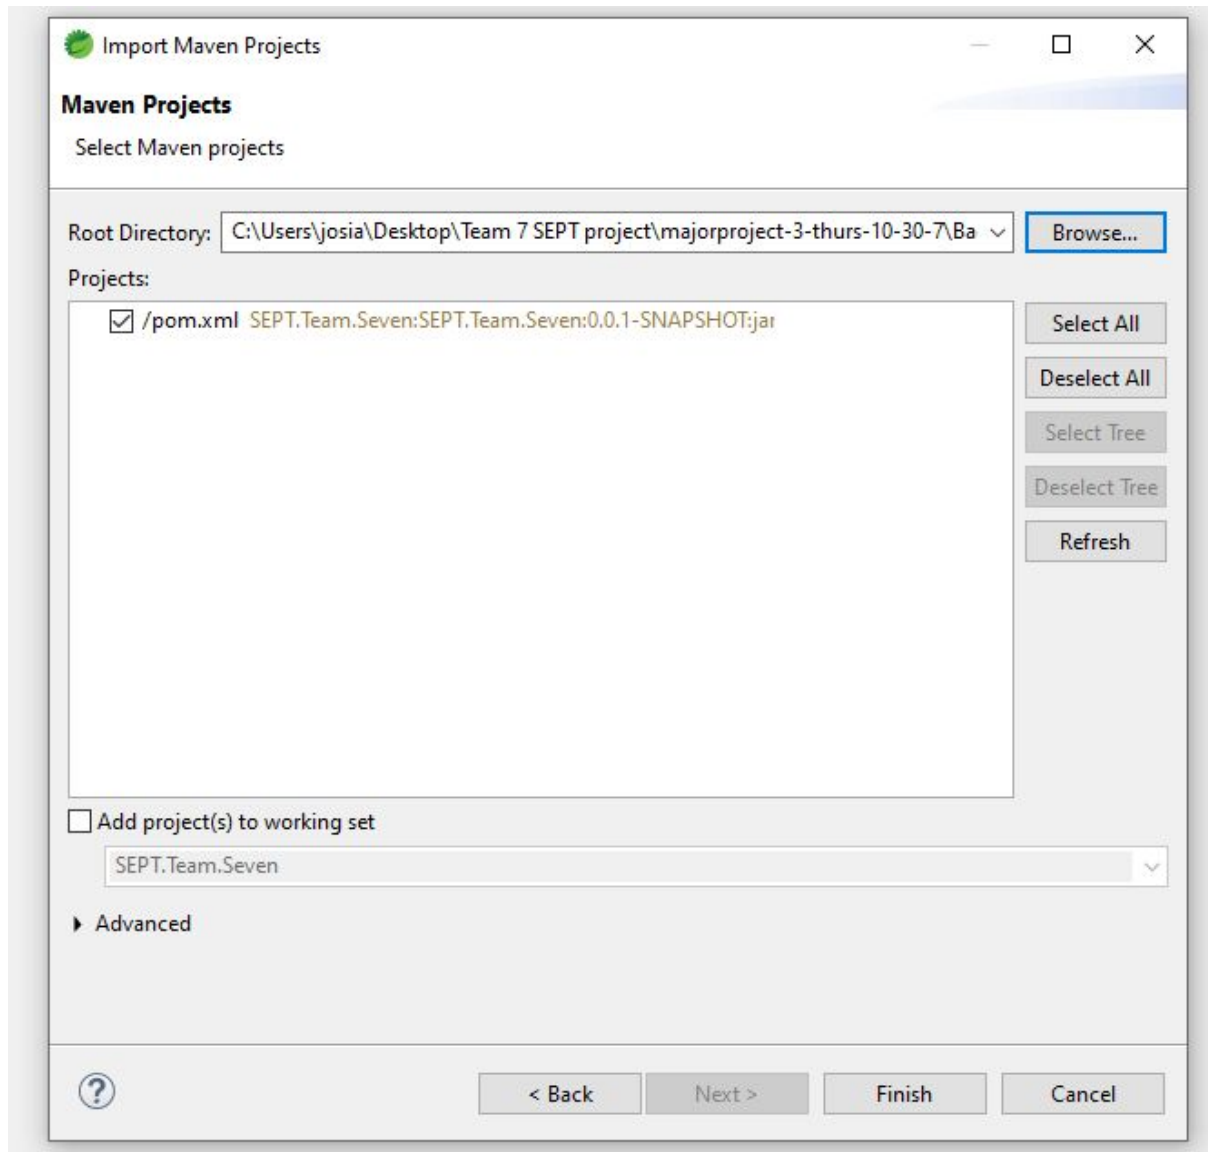 Import Maven Projects
Maven Projects
Select Maven projects
Root Directory: C:\Users\josia\Desktop\Team 7 SEPT project\majorproject-3-thurs-10-30-7\Ba Browse...
Projects:
/pom.xml SEPT.Team.Seven:SEPT.Team.Seven:0.0.1-SNAPSHOT:jar
Select All
Deselect All
Select Tree
Deselect Tree
Refresh
Add project(s) to working set
SEPT.Team.Seven
Advanced
? < Back Next > Finish Cancel